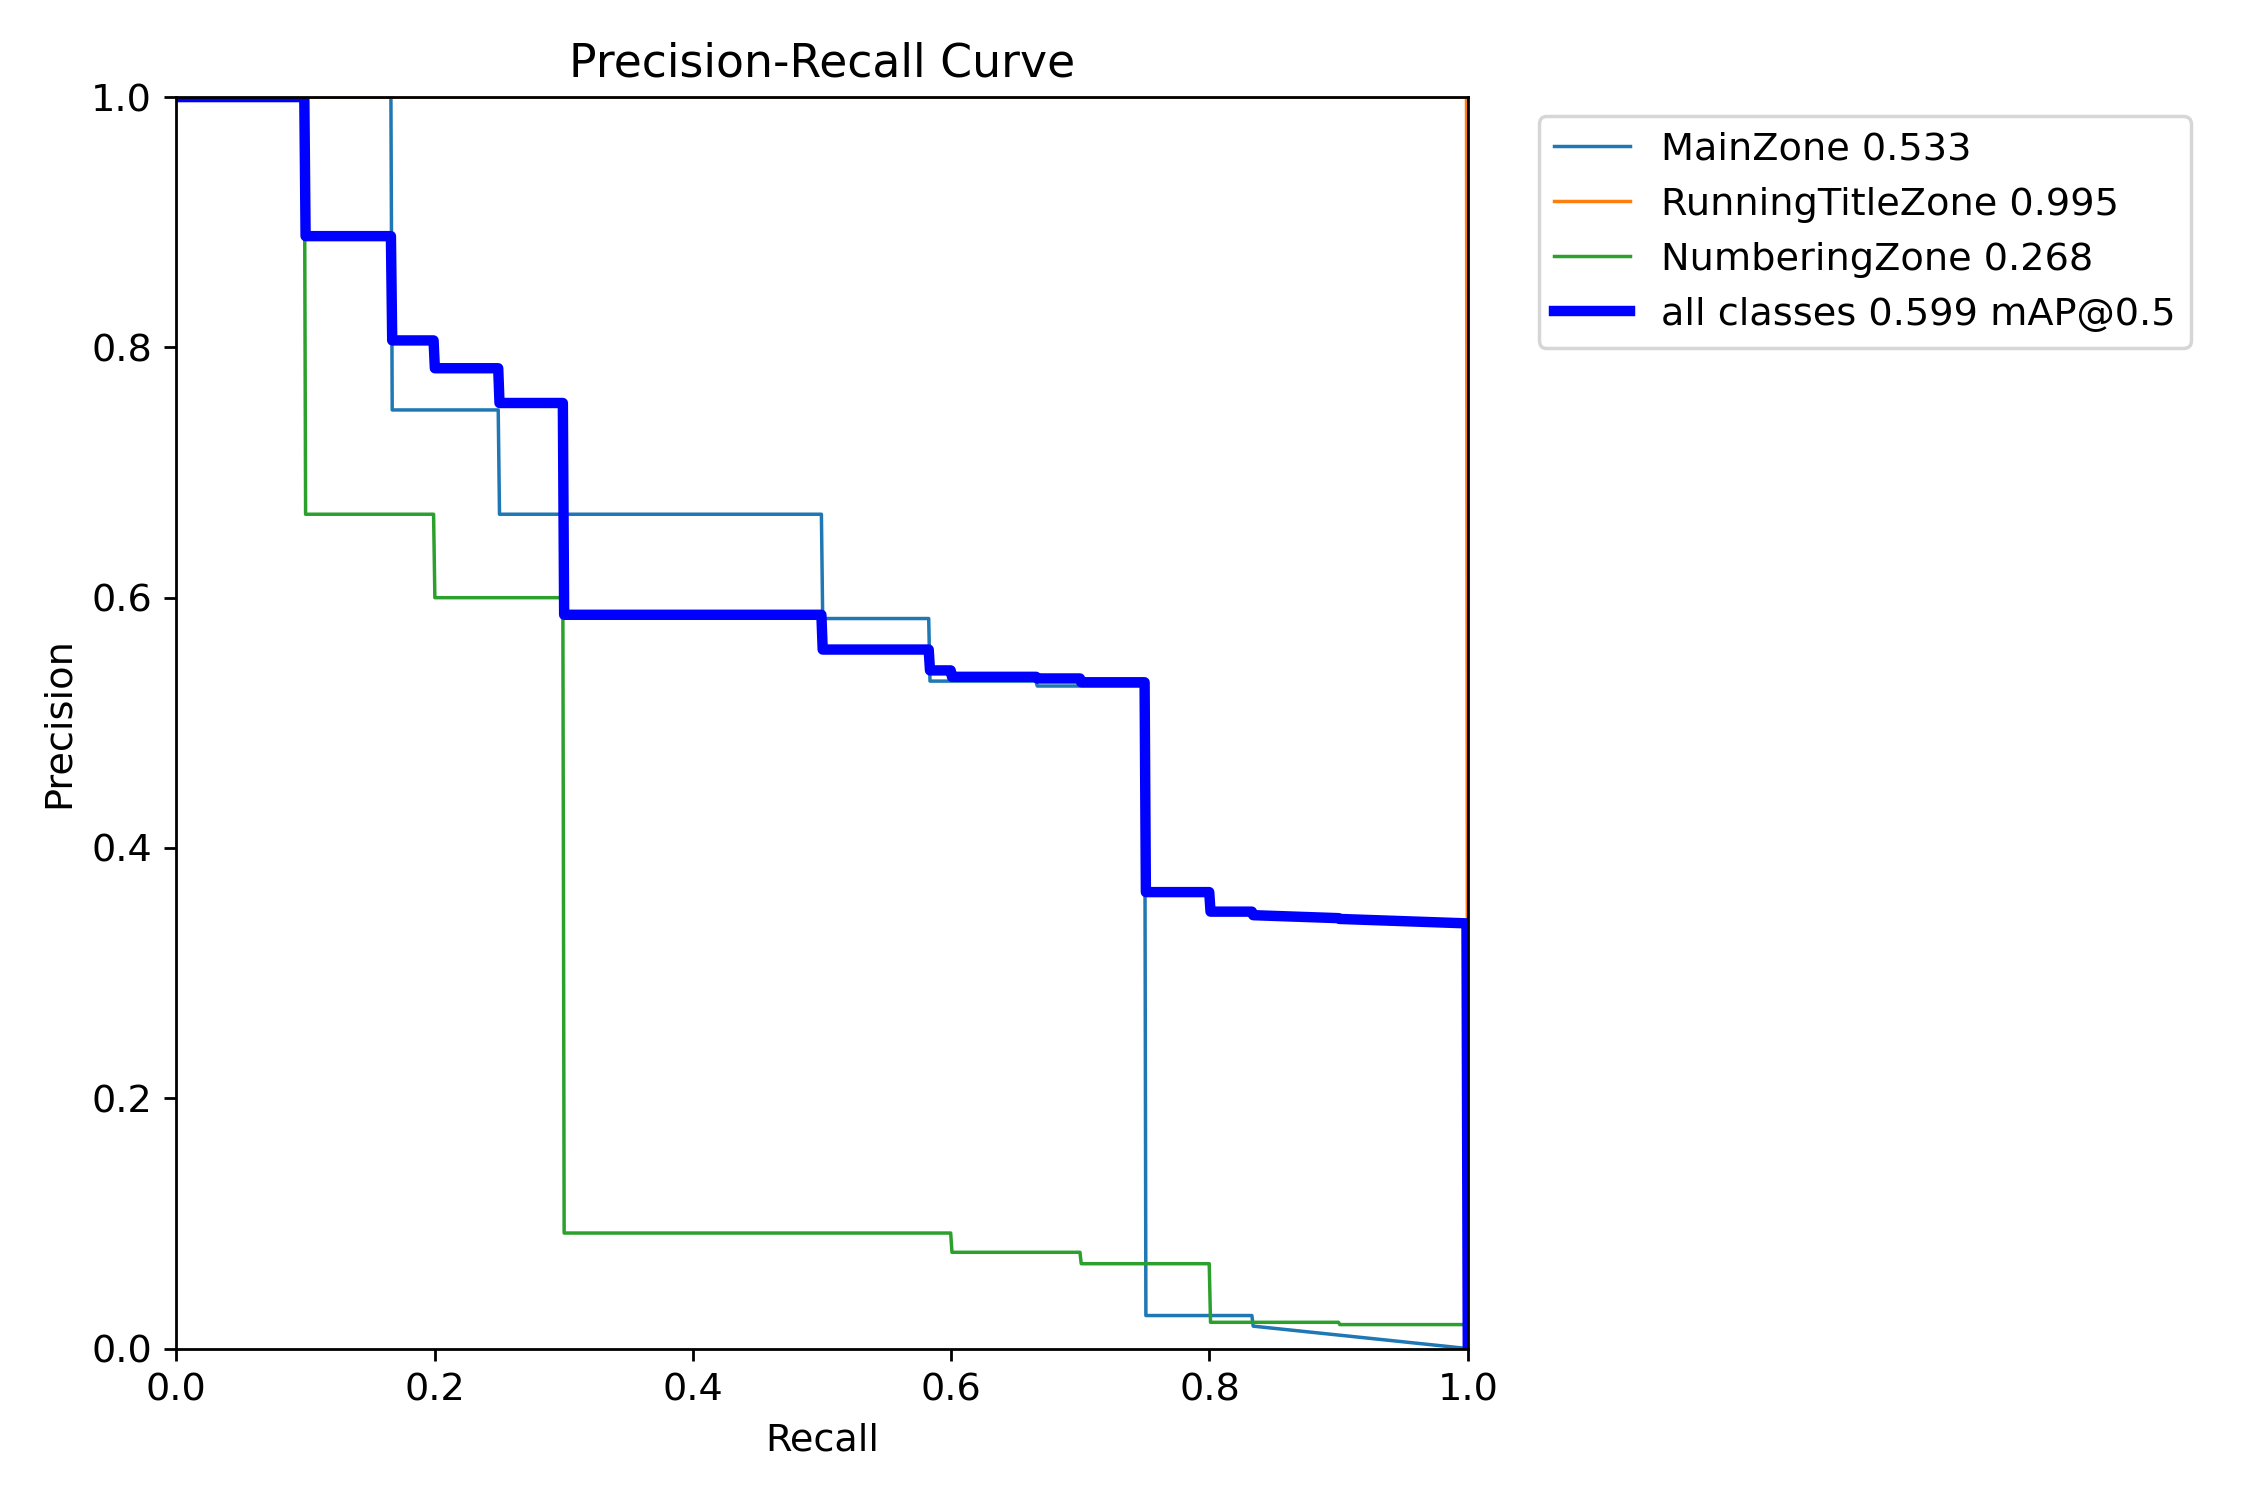 Precision-Recall Curve
1.0
0.8
0.6
0.4
0.2
0.0
Precision
0.0 0.2 0.4 0.6 0.8 1.0
Recall
MainZone 0.533
RunningTitleZone 0.995
NumberingZone 0.268
all classes 0.599 mAP@0.5